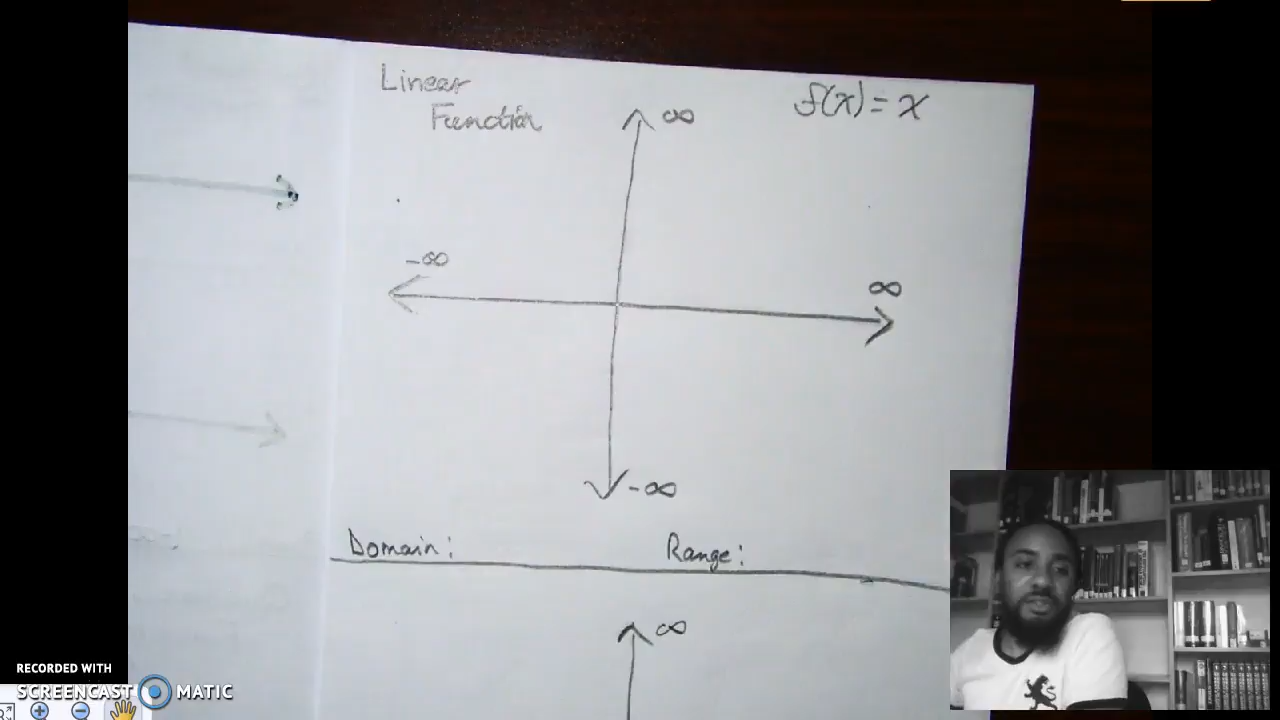 Linear
Function
f(x) = x
∞
-∞
∞
-∞
Domain:
Range:
∞
RECORDED WITH
SCREENCAST MATIC